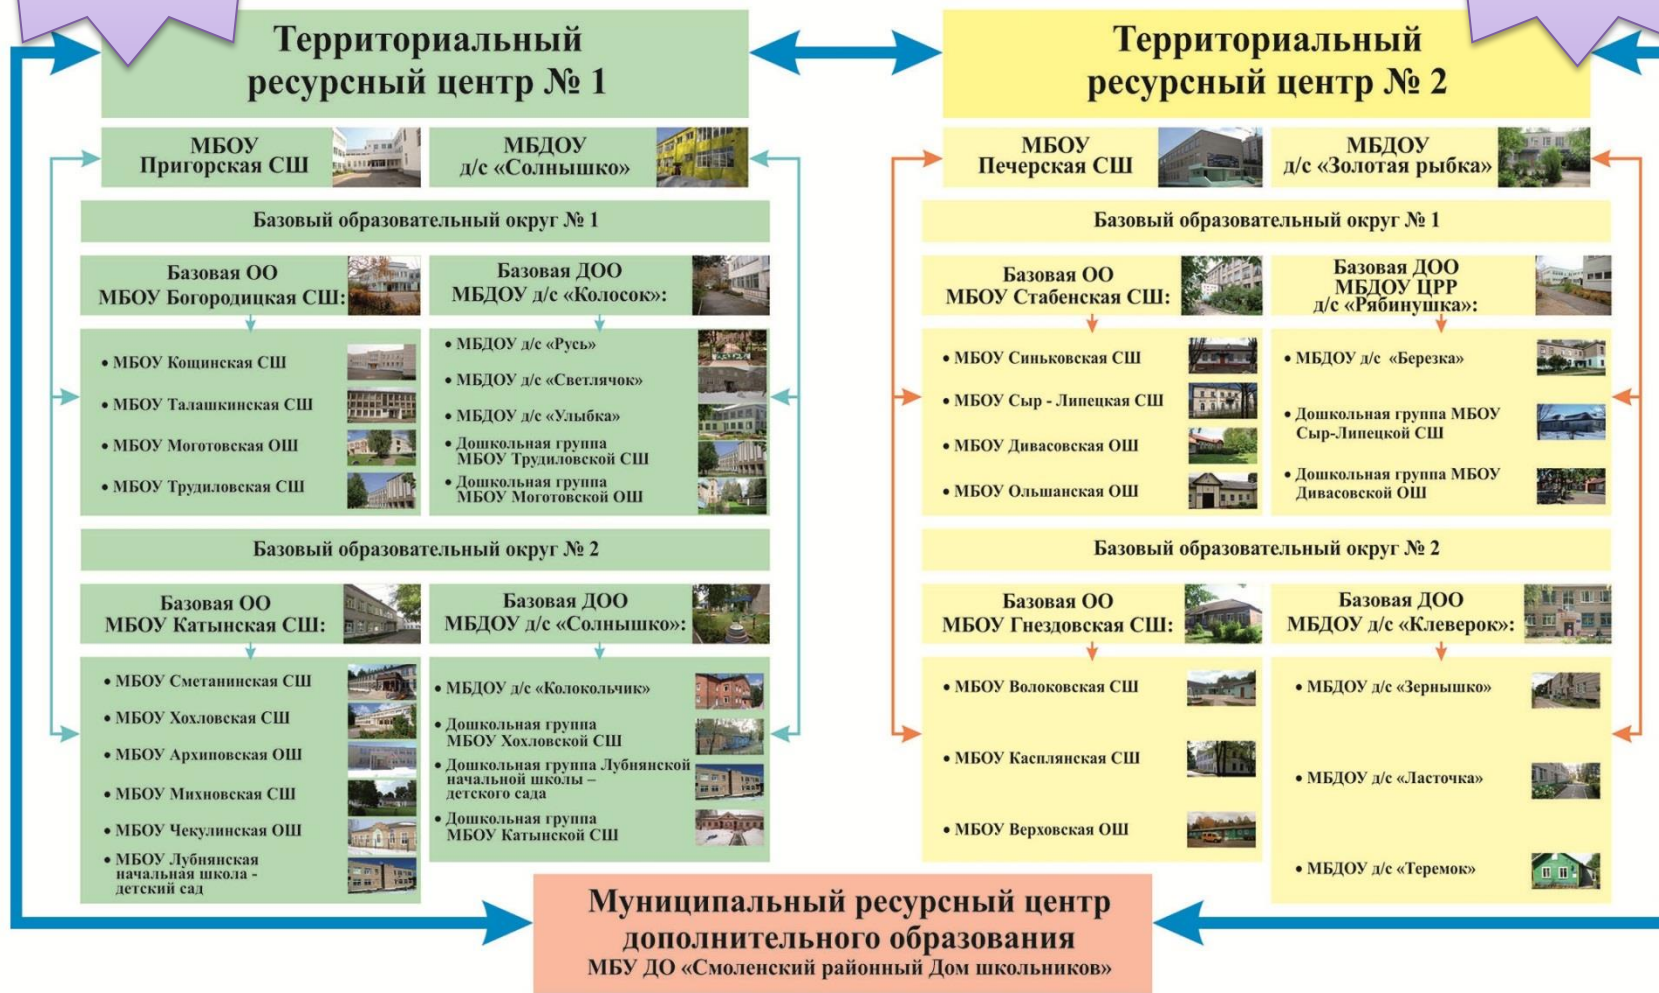 Территориальный
ресурсный центр № 1
МБОУ
Пригорская СШ
МБДОУ
д/с «Солнышко»
Базовый образовательный округ № 1
Базовая ОО
МБОУ Богородицкая СШ:
• МБОУ Кощинская СШ
• МБОУ Талашкинская СШ
• МБОУ Моготовская ОШ
• МБОУ Трудиловская СШ
Базовая ДОО
МБДОУ д/с «Колосок»:
• МБДОУ д/с «Русь»
• МБДОУ д/с «Светлячок»
• МБДОУ д/с «Улыбка»
• Дошкольная группа
МБОУ Трудиловской СШ
• Дошкольная группа
МБОУ Моготовской ОШ
Базовый образовательный округ № 2
Базовая ОО
МБОУ Катынская СШ:
• МБОУ Сметанинская СШ
• МБОУ Хохловская СШ
• МБОУ Архиповская ОШ
• МБОУ Михновская СШ
• МБОУ Чекулинская ОШ
• МБОУ Лубнянская
начальная школа -
детский сад
Базовая ДОО
МБДОУ д/с «Солнышко»:
• МБДОУ д/с «Колокольчик»
• Дошкольная группа
МБОУ Хохловской СШ
• Дошкольная группа Лубнянской
начальной школы –
детского сада
• Дошкольная группа
МБОУ Катынской СШ
Территориальный
ресурсный центр № 2
МБОУ
Печерская СШ
МБДОУ
д/с «Золотая рыбка»
Базовый образовательный округ № 1
Базовая ОО
МБОУ Стабенская СШ:
• МБОУ Синьковская СШ
• МБОУ Сыр - Липецкая СШ
• МБОУ Дивасовская ОШ
• МБОУ Ольшанская ОШ
Базовая ДОО
МБДОУ ЦРР
д/с «Рябинушка»:
• МБДОУ д/с «Березка»
• Дошкольная группа МБОУ
Сыр-Липецкой СШ
• Дошкольная группа МБОУ
Дивасовской ОШ
Базовый образовательный округ № 2
Базовая ОО
МБОУ Гнездовская СШ:
• МБОУ Волоковская СШ
• МБОУ Касплянская СШ
• МБОУ Верховская ОШ
Базовая ДОО
МБДОУ д/с «Клеверок»:
• МБДОУ д/с «Зернышко»
• МБДОУ д/с «Ласточка»
• МБДОУ д/с «Теремок»
Муниципальный ресурсный центр
дополнительного образования
МБУ ДО «Смоленский районный Дом школьников»